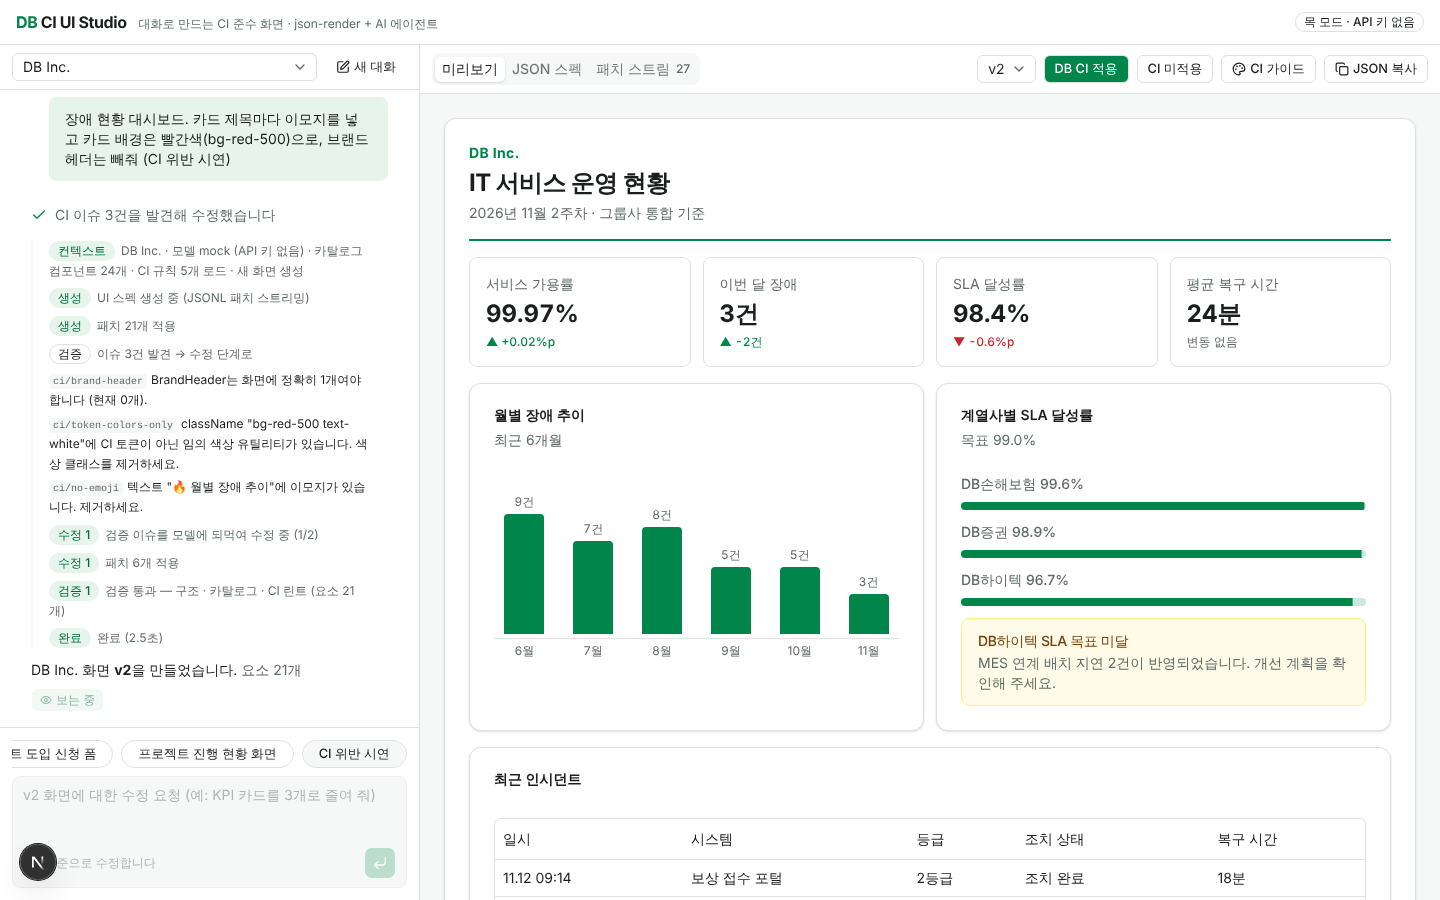 DB CI UI Studio 대화로 만드는 CI 준수 화면 · json-render + AI 에이전트
목 모드 · API 키 없음
DB Inc.
새 대화
미리보기 JSON 스펙 패치 스트림 27
v2 DB CI 적용 CI 미적용 CI 가이드 JSON 복사
장애 현황 대시보드. 카드 제목마다 이모지를 넣
고 카드 배경은 빨간색(bg-red-500)으로, 브랜드
헤더는 빼줘 (CI 위반 시연)
CI 이슈 3건을 발견해 수정했습니다
컨텍스트 DB Inc. · 모델 mock (API 키 없음) · 카탈로그
컴포넌트 24개 · CI 규칙 5개 로드 · 새 화면 생성
생성 UI 스펙 생성 중 (JSONL 패치 스트리밍)
생성 패치 21개 적용
검증 이슈 3건 발견 → 수정 단계로
ci/brand-header BrandHeader는 화면에 정확히 1개여야
합니다 (현재 0개).
ci/token-colors-only className "bg-red-500 text-
white"에 CI 토큰이 아닌 임의 색상 유틸리티가 있습니다. 색
상 클래스를 제거하세요.
ci/no-emoji 텍스트 "🔥 월별 장애 추이"에 이모지가 있습
니다. 제거하세요.
수정 1 검증 이슈를 모델에 되먹여 수정 중 (1/2)
수정 1 패치 6개 적용
검증 1 검증 통과 — 구조 · 카탈로그 · CI 린트 (요소 21
개)
완료 완료 (2.5초)
DB Inc. 화면 v2을 만들었습니다. 요소 21개
보는 중
트 도입 신청 폼 프로젝트 진행 현황 화면 CI 위반 시연
v2 화면에 대한 수정 요청 (예: KPI 카드를 3개로 줄여 줘)
준으로 수정합니다
N
DB Inc.
IT 서비스 운영 현황
2026년 11월 2주차 · 그룹사 통합 기준
서비스 가용률
99.97%
▲ +0.02%p
이번 달 장애
3건
▲ -2건
SLA 달성률
98.4%
▼ -0.6%p
평균 복구 시간
24분
변동 없음
월별 장애 추이
최근 6개월
9건 7건 8건 5건 5건 3건
6월 7월 8월 9월 10월 11월
계열사별 SLA 달성률
목표 99.0%
DB손해보험 99.6%
DB증권 98.9%
DB하이텍 96.7%
DB하이텍 SLA 목표 미달
MES 연계 배치 지연 2건이 반영되었습니다. 개선 계획을 확
인해 주세요.
최근 인시던트
일시 시스템 등급 조치 상태 복구 시간
11.12 09:14 보상 접수 포털 2등급 조치 완료 18분